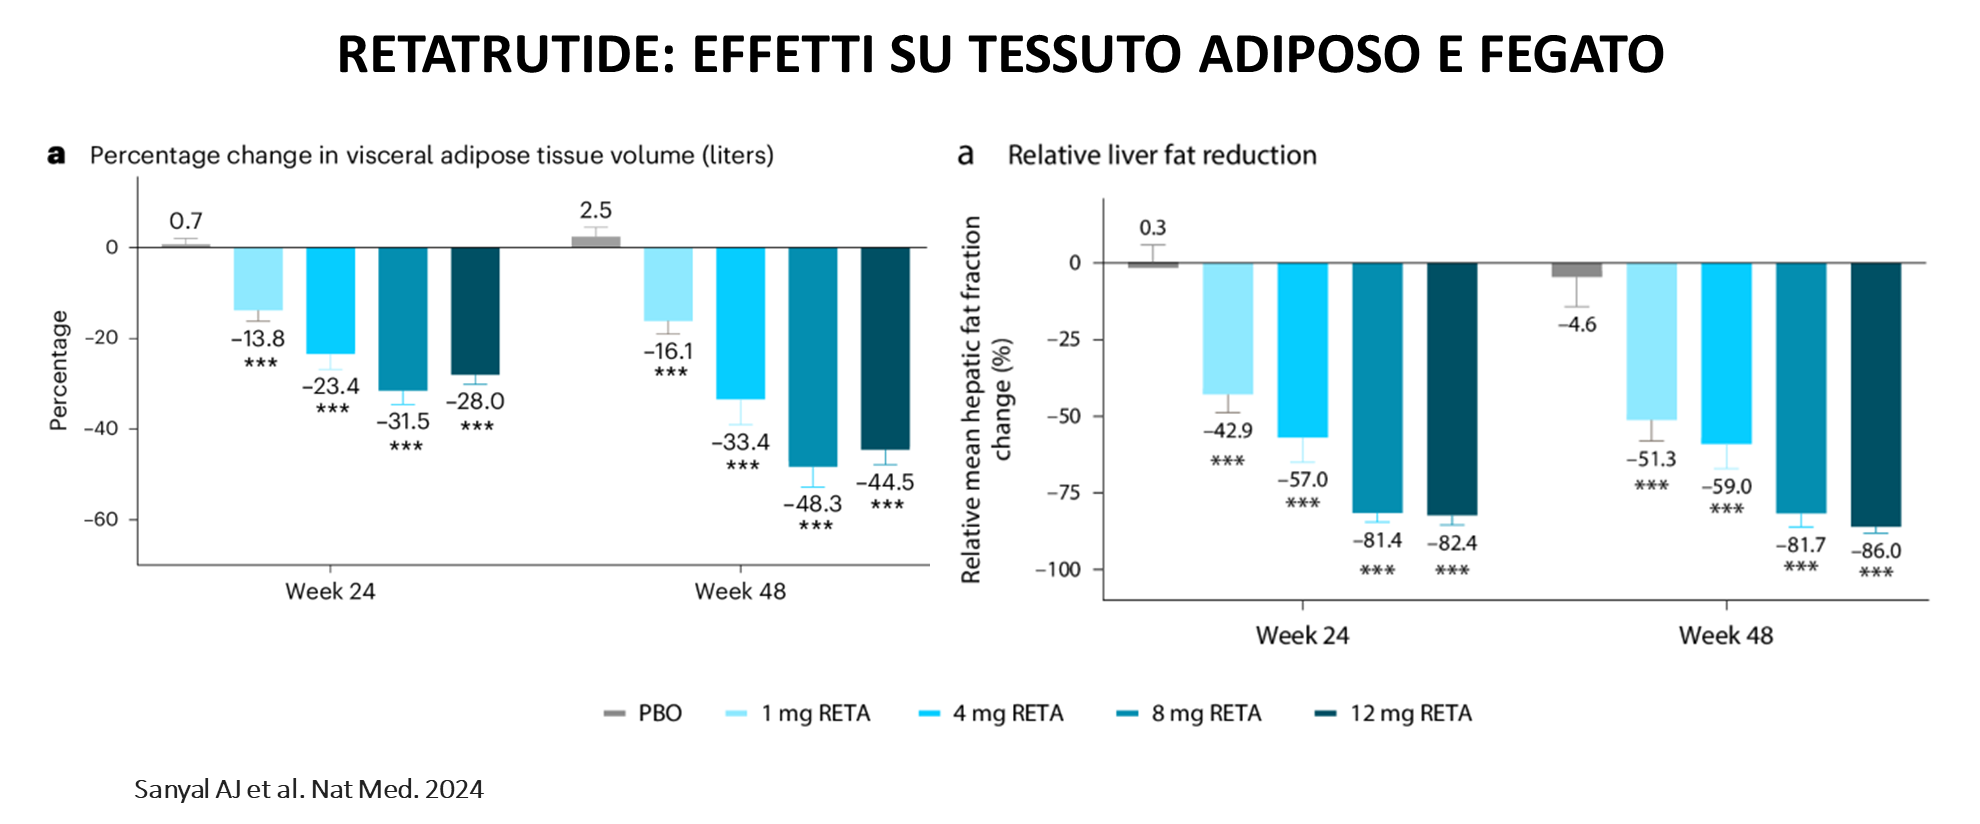 RETATRUTIDE: EFFETTI SU TESSUTO ADIPOSO E FEGATO
a Percentage change in visceral adipose tissue volume (liters)
Percentage
0
−20
−40
−60
0.7
−13.8
***
−23.4
***
−31.5
***
−28.0
***
2.5
−16.1
***
−33.4
***
−48.3
***
−44.5
***
Week 24
Week 48
a Relative liver fat reduction
Relative mean hepatic fat fraction
change (%)
0
−25
−50
−75
−100
0.3
−42.9
***
−57.0
***
−81.4
***
−82.4
***
−4.6
−51.3
***
−59.0
***
−81.7
***
−86.0
***
Week 24
Week 48
PBO
1 mg RETA
4 mg RETA
8 mg RETA
12 mg RETA
Sanyal AJ et al. Nat Med. 2024